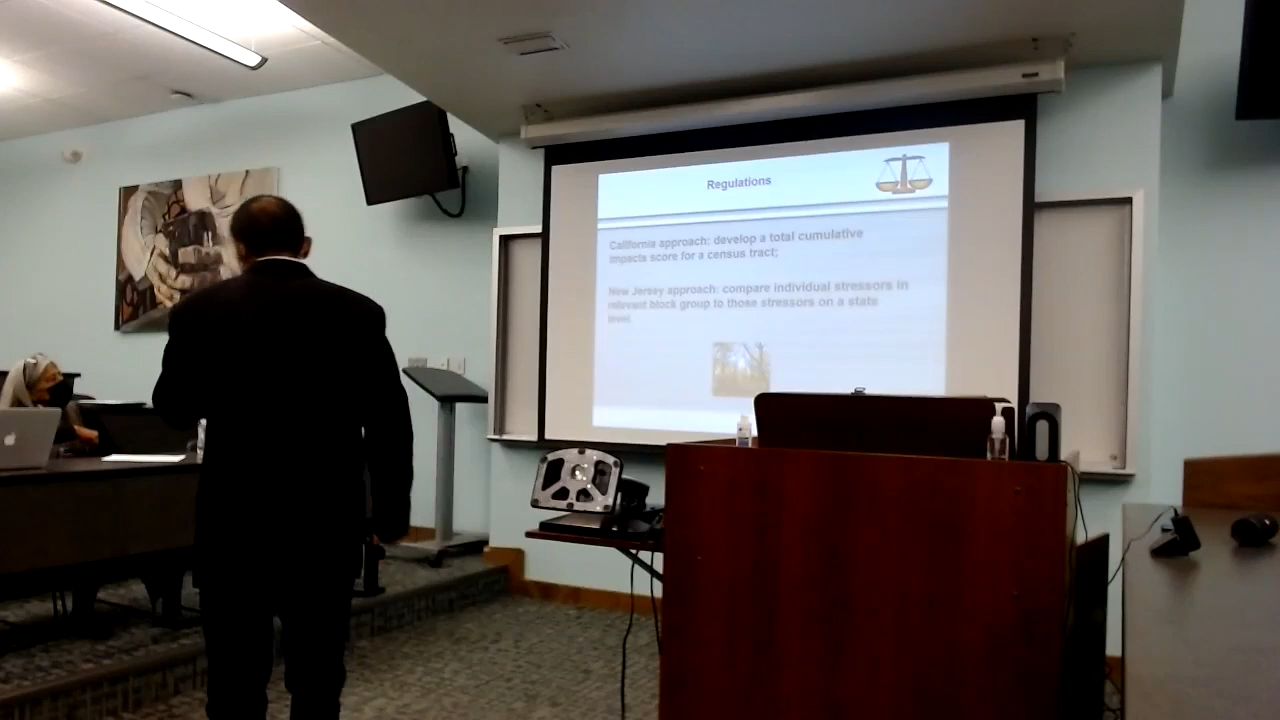 Regulations
California approach: develop a total cumulative
impacts score for a census tract;
New Jersey approach: compare individual stressors in
relevant block group to those stressors on a state
level.